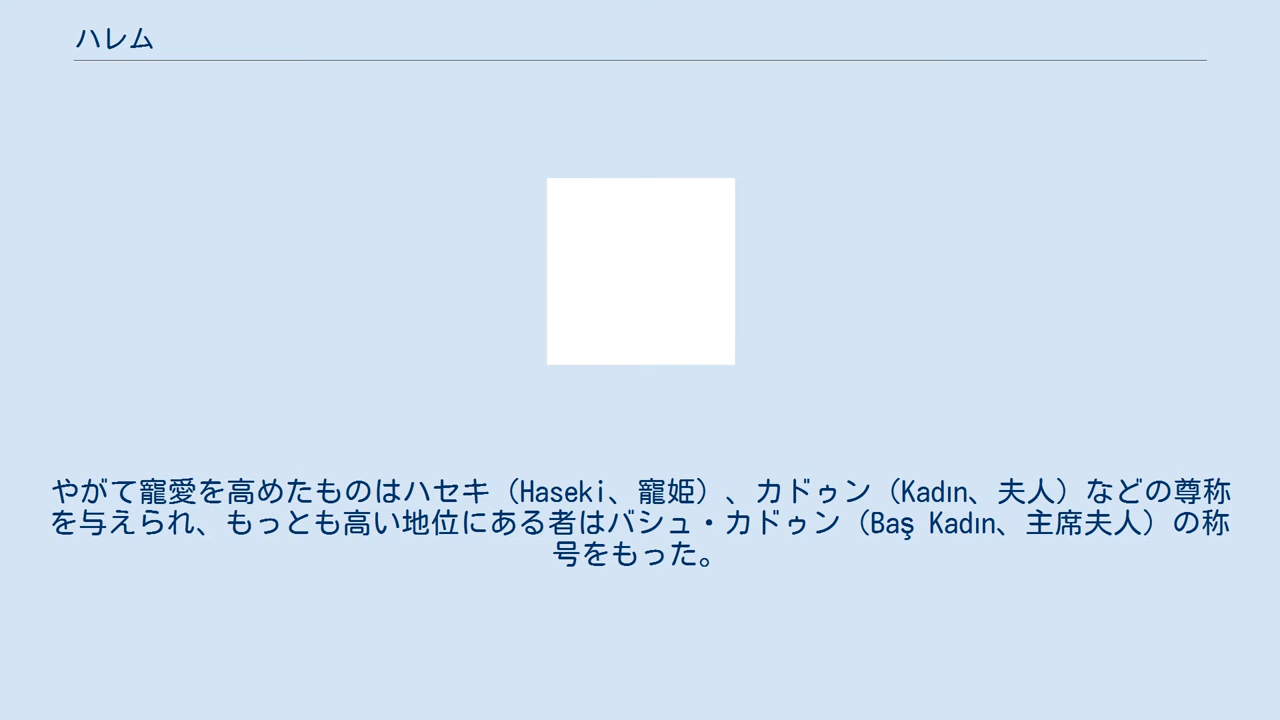 ハレム
やがて寵愛を高めたものはハセキ（Haseki、寵姫）、カドゥン（Kadın、夫人）などの尊称
を与えられ、もっとも高い地位にある者はバシュ・カドゥン（Baş Kadın、主席夫人）の称
号をもった。